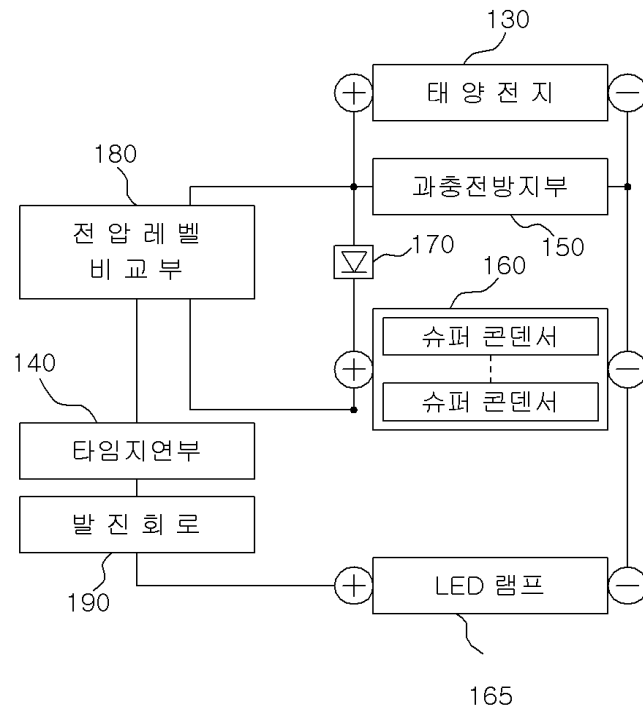 130
태 양 전 지
180
과충전방지부
전 압 레 벨
비 교 부
150
170
160
슈퍼 콘덴서
140
슈퍼 콘덴서
타임지연부
발 진 회 로
190
LED 램프
165